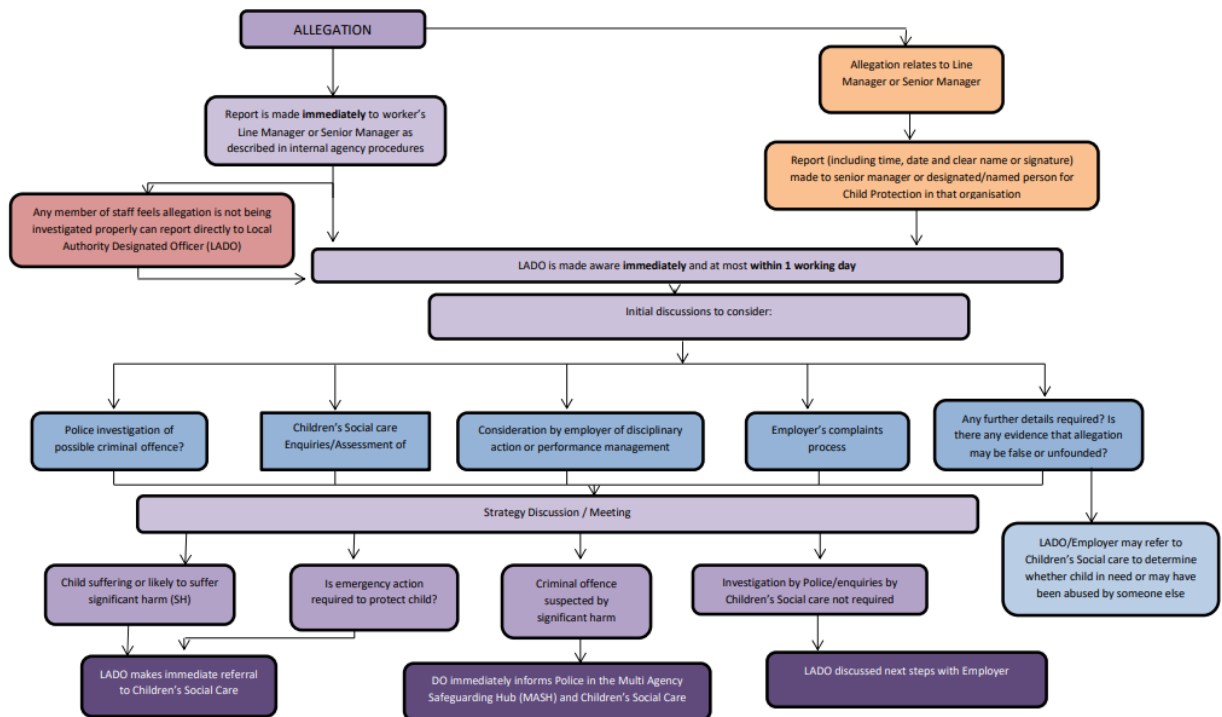 ALLEGATION
Allegation relates to Line
Manager or Senior Manager
Report is made immediately to worker's
Line Manager or Senior Manager as
described in internal agency procedures
Report (including time, date and clear name or signature)
made to senior manager or designated/named person for
Child Protection in that organisation
Any member of staff feels allegation is not being
investigated properly can report directly to Local
Authority Designated Officer (LADO)
LADO is made aware immediately and at most within 1 working day
Initial discussions to consider:
Police investigation of
possible criminal offence?
Children's Social care
Enquiries/Assessment of
Consideration by employer of disciplinary
action or performance management
Employer's complaints
process
Any further details required? Is
there any evidence that allegation
may be false or unfounded?
Strategy Discussion / Meeting
LADO/Employer may refer to
Children's Social care to determine
whether child in need or may have
been abused by someone else
Child suffering or likely to suffer
significant harm (SH)
Is emergency action
required to protect child?
Criminal offence
suspected by
significant harm
Investigation by Police/enquiries by
Children's Social care not required
LADO makes immediate referral
to Children's Social Care
DO immediately informs Police in the Multi Agency
Safeguarding Hub (MASH) and Children's Social Care
LADO discussed next steps with Employer